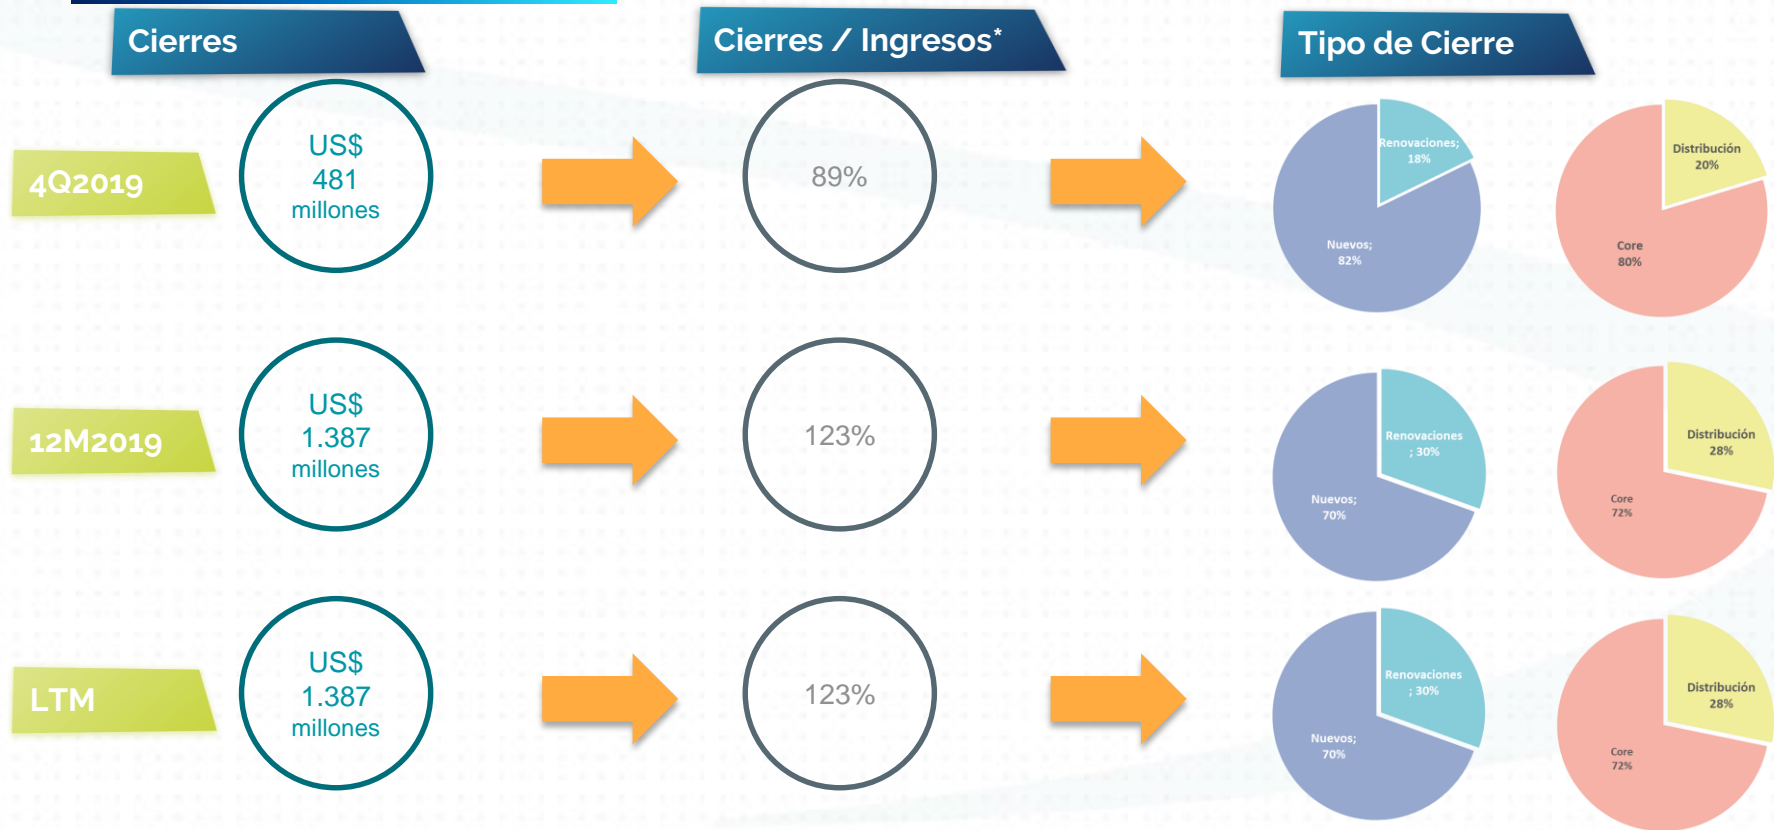 Cierres
Cierres / Ingresos*
Tipo de Cierre
4Q2019
US$
481
millones
89%
Renovaciones;
18%
Nuevos;
82%
Distribución
20%
Core
80%
12M2019
US$
1.387
millones
123%
Renovaciones
; 30%
Nuevos;
70%
Distribución
28%
Core
72%
LTM
US$
1.387
millones
123%
Renovaciones
; 30%
Nuevos;
70%
Distribución
28%
Core
72%